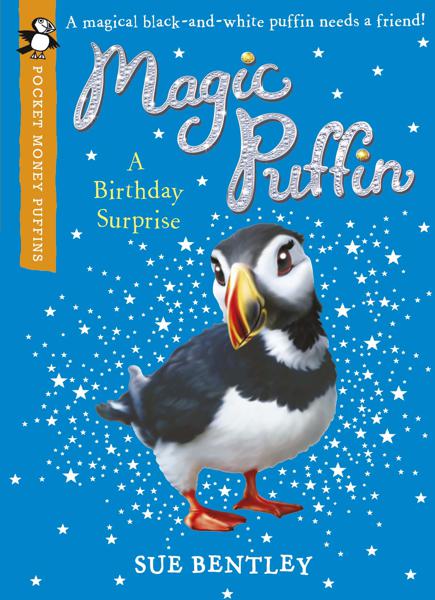 A magical black-and-white puffin needs a friend!
POCKET MONEY PUFFINS
Magic
Puffin
A
Birthday
Surprise
SUE BENTLEY